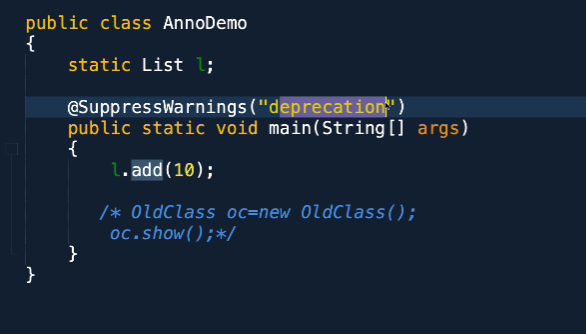 public class AnnoDemo
{
static List l;
@SuppressWarnings("deprecation")
public static void main(String[] args)
{
l.add(10);
/* OldClass oc=new OldClass();
oc.show();*/
}
}